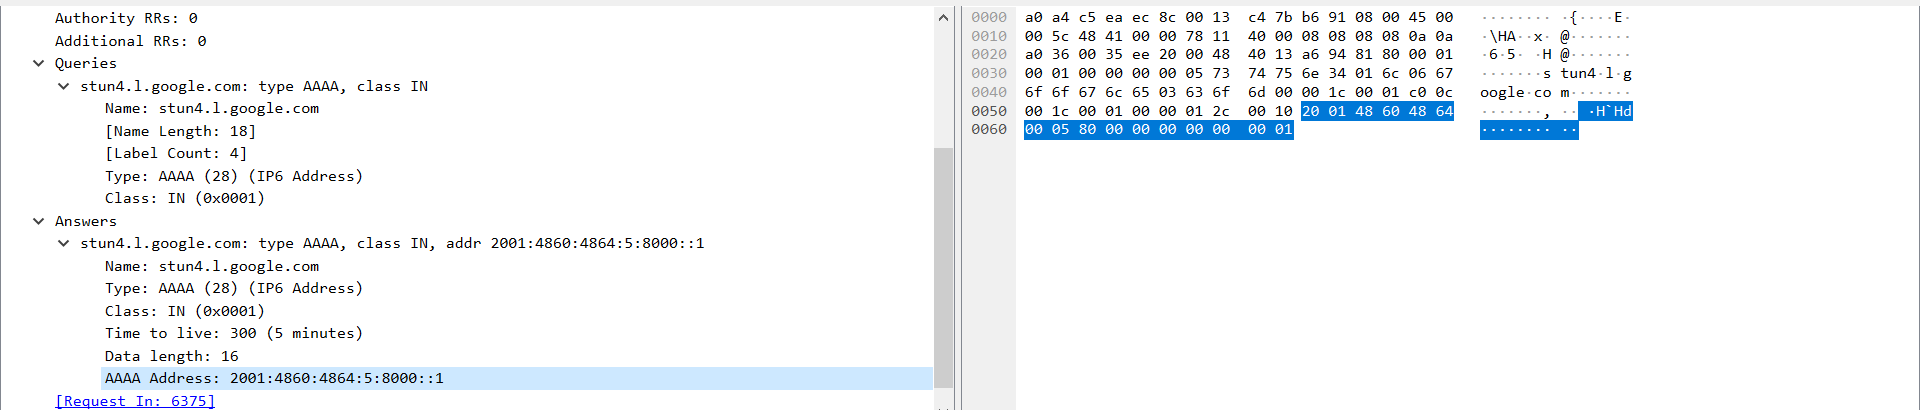 Authority RRs: 0
Additional RRs: 0
Queries
stun4.l.google.com: type AAAA, class IN
Name: stun4.l.google.com
[Name Length: 18]
[Label Count: 4]
Type: AAAA (28) (IP6 Address)
Class: IN (0x0001)
Answers
stun4.l.google.com: type AAAA, class IN, addr 2001:4860:4864:5:8000::1
Name: stun4.l.google.com
Type: AAAA (28) (IP6 Address)
Class: IN (0x0001)
Time to live: 300 (5 minutes)
Data length: 16
AAAA Address: 2001:4860:4864:5:8000::1
[Request In: 6375]
0000 a0 a4 c5 ea ec 8c 00 13 c4 7b b6 91 08 00 45 00 ········ ·{····E·
0010 00 5c 48 41 00 00 78 11 40 00 08 08 08 08 0a 0a ·\HA··x· @·······
0020 a0 36 00 35 ee 20 00 48 40 13 a6 94 81 80 00 01 ·6·5· ·H @·······
0030 00 01 00 00 00 00 05 73 74 75 6e 34 01 6c 06 67 ·······s tun4·l·g
0040 6f 6f 67 6c 65 03 63 6f 6d 00 00 1c 00 01 c0 0c oogle·co m·······
0050 00 1c 00 01 00 00 01 2c 00 10 20 01 48 60 48 64 ·······, ·· ·H`Hd
0060 00 05 80 00 00 00 00 00 00 01 ········ ··